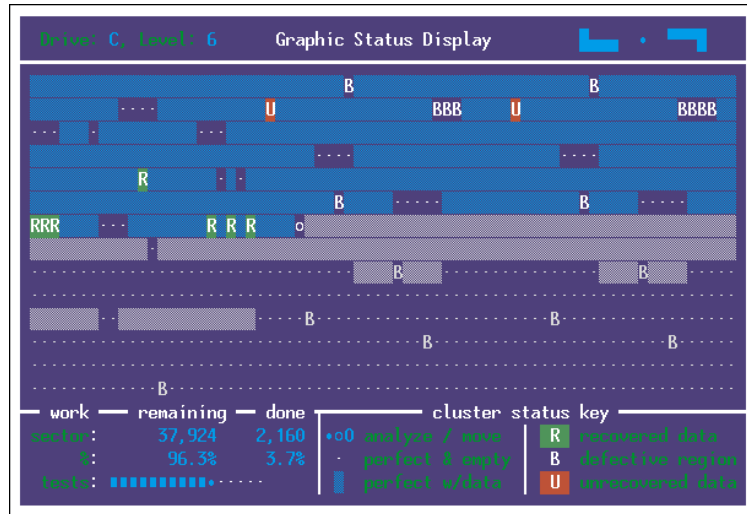 Drive: C, Level: 6 Graphic Status Display
B B
U BBB U BBBB
R
B B
RRR R R R o
B B
B B
B B
B
work remaining done cluster status key
sector: 37,924 2,160 •oO analyze / move R recovered data
%: 96.3% 3.7% · perfect & empty B defective region
tests: perfect w/data U unrecovered data